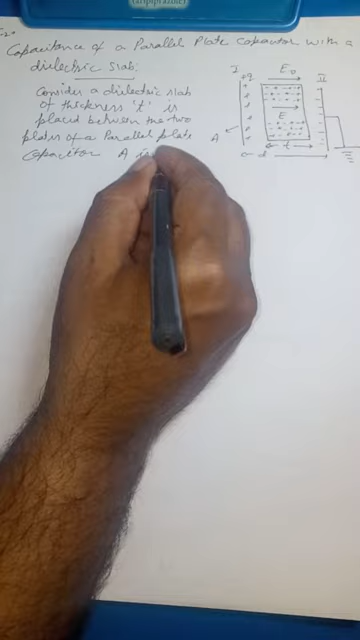 Capacitance of a Parallel Plate Capacitor with a
dielectric slab:
Consider a dielectric slab
of thickness 't' is
placed between the two
plates of a Parallel plate
Capacitor A is
I
+q
E₀
II
E
A
t
d